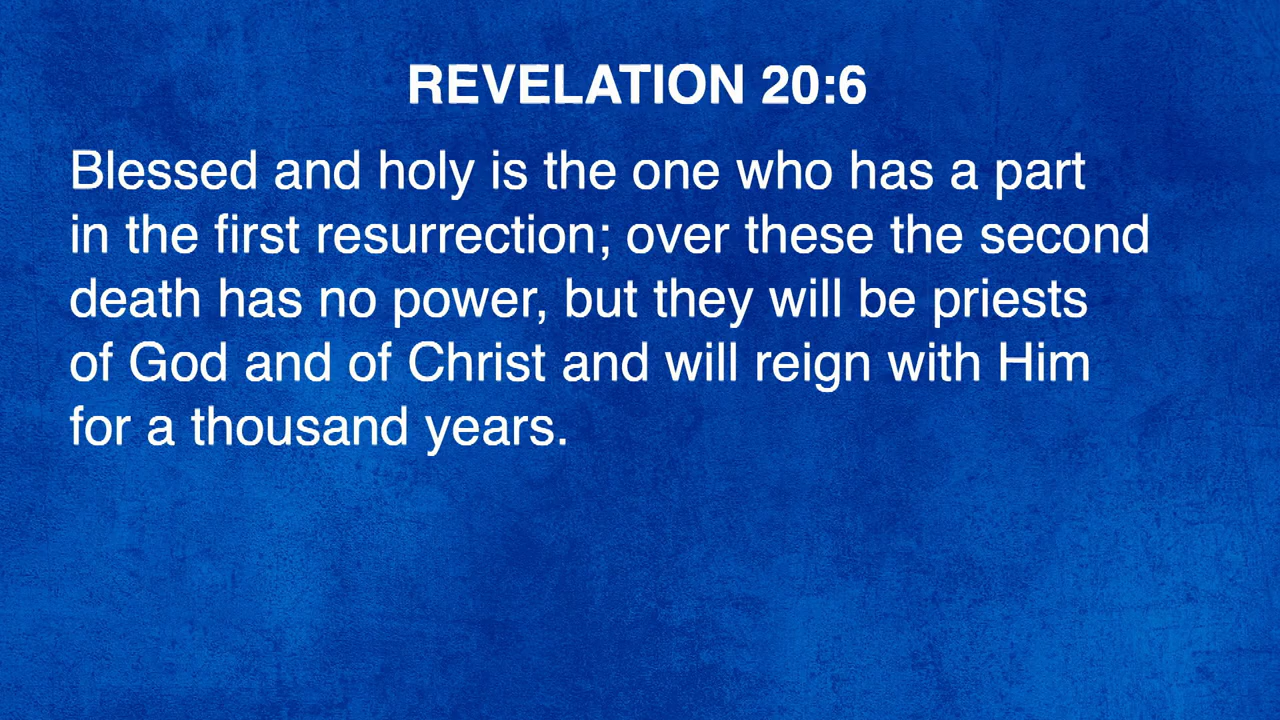 REVELATION 20:6
Blessed and holy is the one who has a part
in the first resurrection; over these the second
death has no power, but they will be priests
of God and of Christ and will reign with Him
for a thousand years.